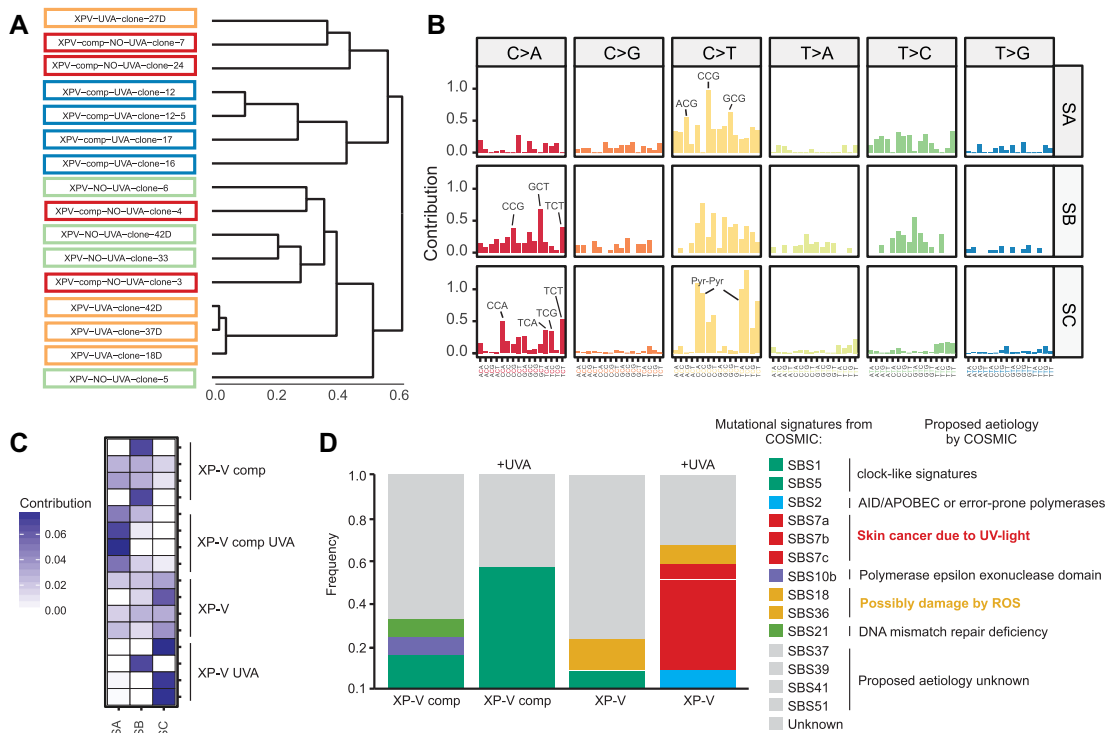 A
XPV-UVA-clone-27D
XPV-comp-NO-UVA-clone-7
XPV-comp-NO-UVA-clone-24
XPV-comp-UVA-clone-12
XPV-comp-UVA-clone-12-5
XPV-comp-UVA-clone-17
XPV-comp-UVA-clone-16
XPV-NO-UVA-clone-6
XPV-comp-NO-UVA-clone-4
XPV-NO-UVA-clone-42D
XPV-NO-UVA-clone-33
XPV-comp-NO-UVA-clone-3
XPV-UVA-clone-42D
XPV-UVA-clone-37D
XPV-UVA-clone-18D
XPV-NO-UVA-clone-5
0.0 0.2 0.4 0.6
B
C>A C>G C>T T>A T>C T>G
Contribution
1.0
0.5
0.0
ACG CCG GCG
SA
1.0
0.5
0.0
CCG GCT TCT
SB
1.0
0.5
0.0
CCA TCA TCG TCT
Pyr-Pyr
SC
C
Contribution
0.06
0.04
0.02
0.00
XP-V comp
XP-V comp UVA
XP-V
XP-V UVA
SA SB SC
D
Frequency
1.0
0.8
0.6
0.4
0.2
0.1
+UVA +UVA
XP-V comp XP-V comp XP-V XP-V
Mutational signatures from
COSMIC:
Proposed aetiology
by COSMIC
SBS1
SBS5
clock-like signatures
SBS2
AID/APOBEC or error-prone polymerases
SBS7a
SBS7b
SBS7c
Skin cancer due to UV-light
SBS10b
Polymerase epsilon exonuclease domain
SBS18
SBS36
Possibly damage by ROS
SBS21
DNA mismatch repair deficiency
SBS37
SBS39
SBS41
SBS51
Proposed aetiology unknown
Unknown